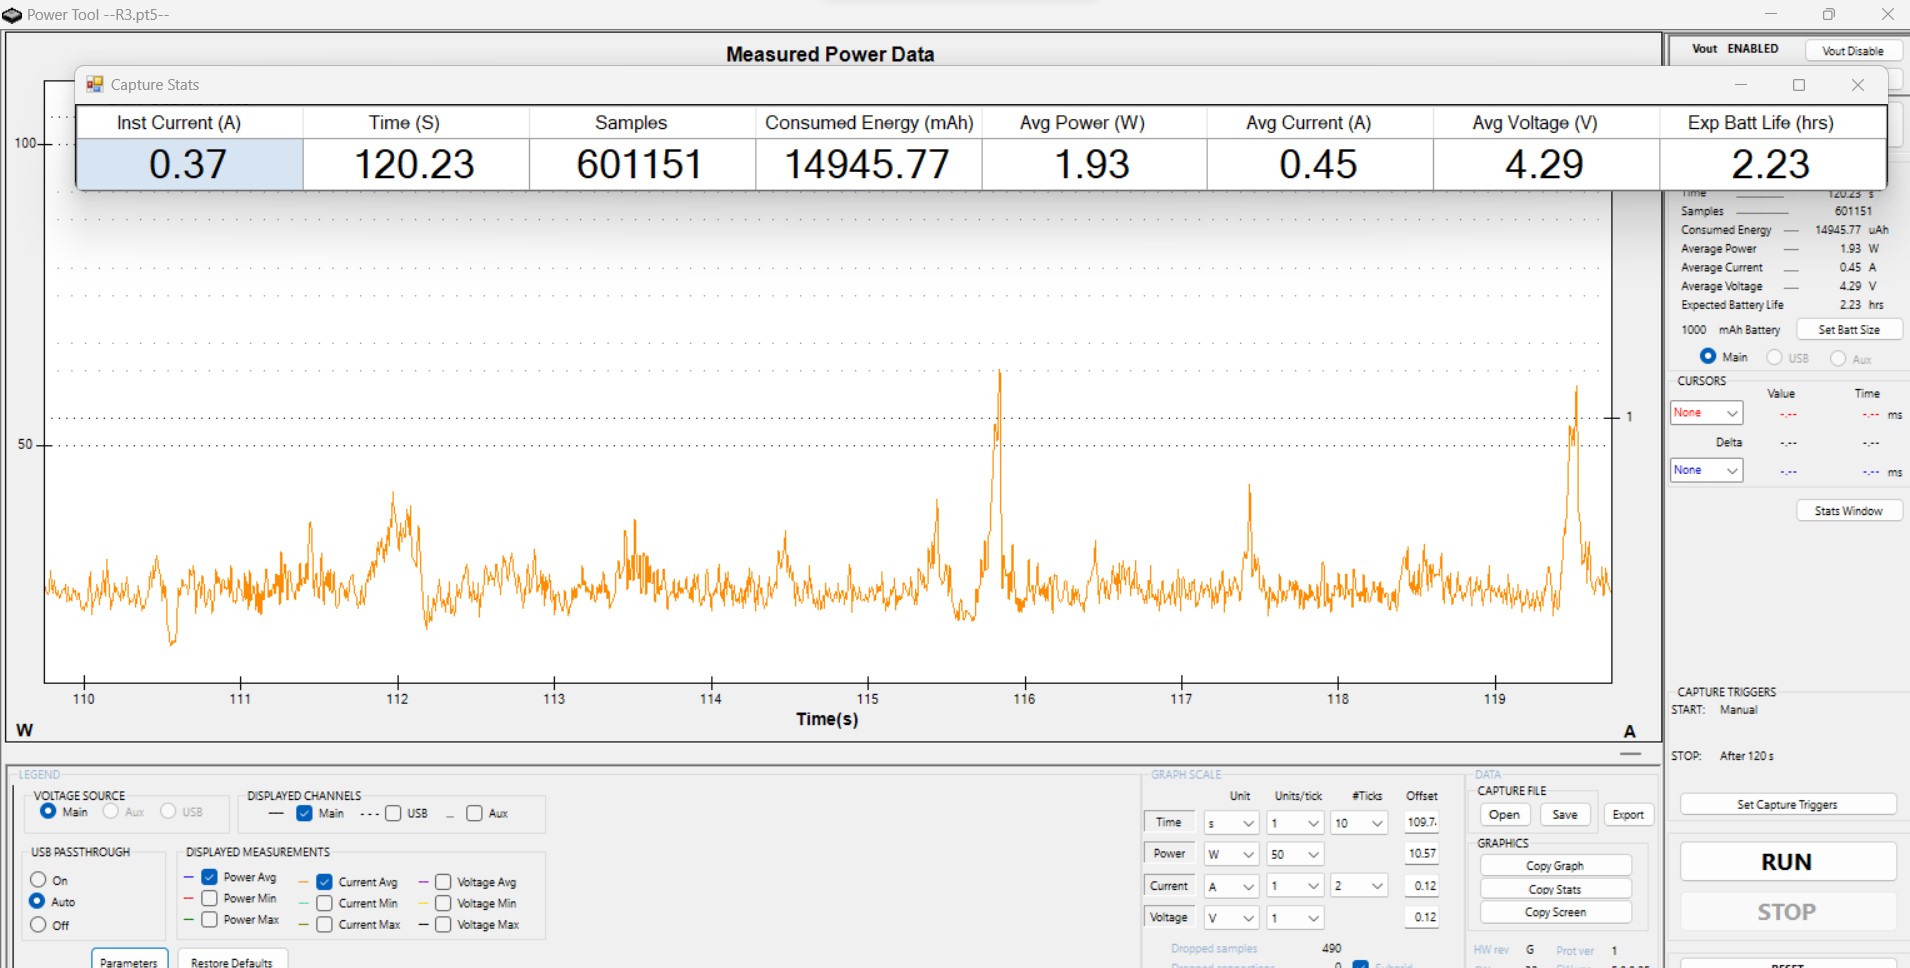 Power Tool --R3.pt5--
Measured Power Data
Vout ENABLED Vout Disable
Capture Stats
Inst Current (A) Time (S) Samples Consumed Energy (mAh) Avg Power (W) Avg Current (A) Avg Voltage (V) Exp Batt Life (hrs)
0.37 120.23 601151 14945.77 1.93 0.45 4.29 2.23
100
50
1
110 111 112 113 114 115 116 117 118 119
Time(s)
W A
Time 120.23 s
Samples 601151
Consumed Energy 14945.77 uAh
Average Power 1.93 W
Average Current 0.45 A
Average Voltage 4.29 V
Expected Battery Life 2.23 hrs
1000 mAh Battery Set Batt Size
Main USB Aux
CURSORS
Value Time
None -.-- -.-- ms
Delta -.-- -.--
None -.-- -.-- ms
Stats Window
CAPTURE TRIGGERS
START: Manual
STOP: After 120 s
Set Capture Triggers
RUN
STOP
RESET
LEGEND
VOLTAGE SOURCE
Main Aux USB
DISPLAYED CHANNELS
Main USB Aux
USB PASSTHROUGH
On
Auto
Off
DISPLAYED MEASUREMENTS
Power Avg Current Avg Voltage Avg
Power Min Current Min Voltage Min
Power Max Current Max Voltage Max
Parameters Restore Defaults
GRAPH SCALE
Unit Units/tick #Ticks Offset
Time s 1 10 109.7
Power W 50 10.57
Current A 1 2 0.12
Voltage V 1 0.12
Dropped samples 490
DATA
CAPTURE FILE
Open Save Export
GRAPHICS
Copy Graph
Copy Stats
Copy Screen
HW rev G Prot ver 1